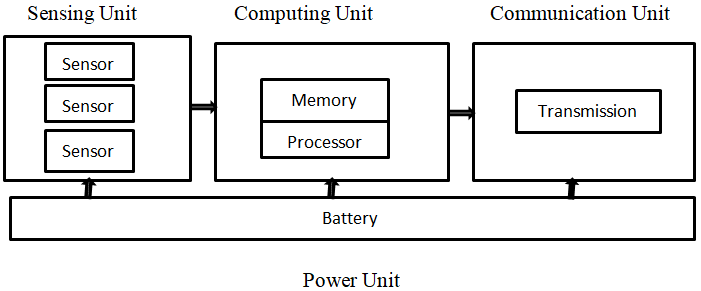 Sensing Unit
Computing Unit
Communication Unit
Sensor
Sensor
Sensor
Memory
Processor
Transmission
Battery
Power Unit